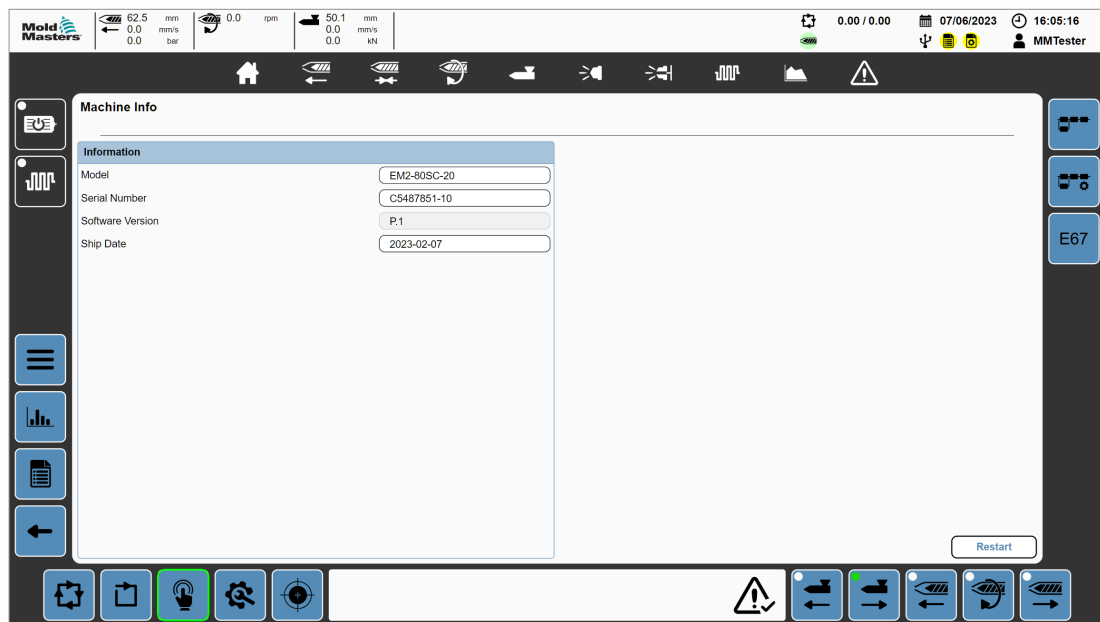 Mold
Masters
62.5 mm
0.0 mm/s
0.0 bar
0.0 rpm
50.1 mm
0.0 mm/s
0.0 kN
0.00 / 0.00
07/06/2023
16:05:16
MMTester
Machine Info
Information
Model EM2-80SC-20
Serial Number C5487851-10
Software Version P.1
Ship Date 2023-02-07
E67
Restart